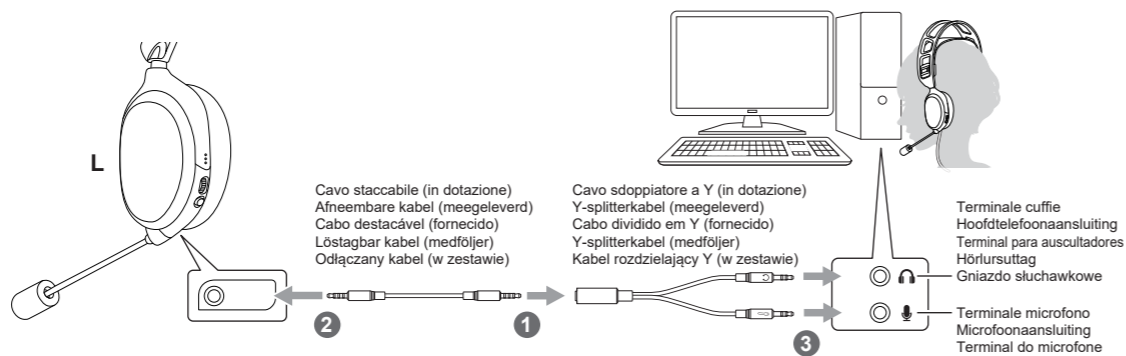 L
Cavo staccabile (in dotazione)
Afneembare kabel (meegeleverd)
Cabo destacável (fornecido)
Löstagbar kabel (medföljer)
Odłączany kabel (w zestawie)
Cavo sdoppiatore a Y (in dotazione)
Y-splitterkabel (meegeleverd)
Cabo dividido em Y (fornecido)
Y-splitterkabel (medföljer)
Kabel rozdzielający Y (w zestawie)
Terminale cuffie
Hoofdtelefoonaansluiting
Terminal para auscultadores
Hörlursuttag
Gniazdo słuchawkowe
Terminale microfono
Microfoonaansluiting
Terminal do microfone
2
1
3